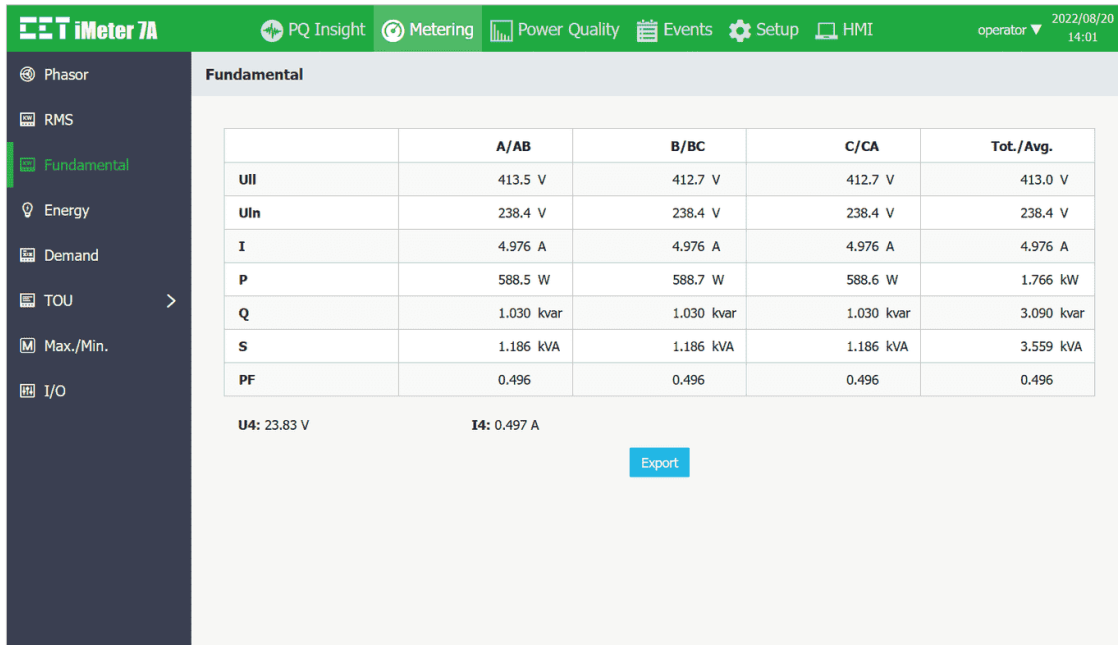 CET iMeter 7A PQ Insight Metering Power Quality Events Setup HMI operator ▼ 2022/08/20
14:01
Phasor
RMS
Fundamental
Energy
Demand
TOU >
Max./Min.
I/O
Fundamental
A/AB B/BC C/CA Tot./Avg.
Ull 413.5 V 412.7 V 412.7 V 413.0 V
Uln 238.4 V 238.4 V 238.4 V 238.4 V
I 4.976 A 4.976 A 4.976 A 4.976 A
P 588.5 W 588.7 W 588.6 W 1.766 kW
Q 1.030 kvar 1.030 kvar 1.030 kvar 3.090 kvar
S 1.186 kVA 1.186 kVA 1.186 kVA 3.559 kVA
PF 0.496 0.496 0.496 0.496
U4: 23.83 V I4: 0.497 A
Export